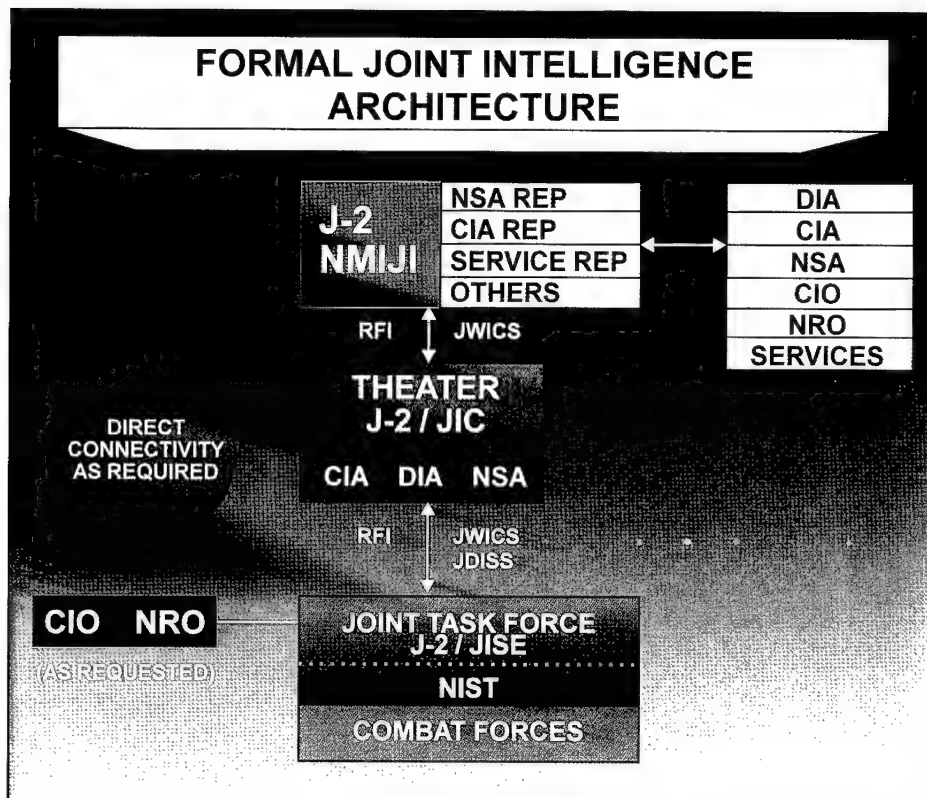 FORMAL JOINT INTELLIGENCE
ARCHITECTURE
J-2
NMIJI
NSA REP
CIA REP
SERVICE REP
OTHERS
DIA
CIA
NSA
CIO
NRO
SERVICES
RFI JWICS
THEATER
J-2 / JIC
CIA DIA NSA
DIRECT
CONNECTIVITY
AS REQUIRED
RFI JWICS
JDISS
CIO NRO
(AS REQUESTED)
JOINT TASK FORCE
J-2 / JISE
NIST
COMBAT FORCES